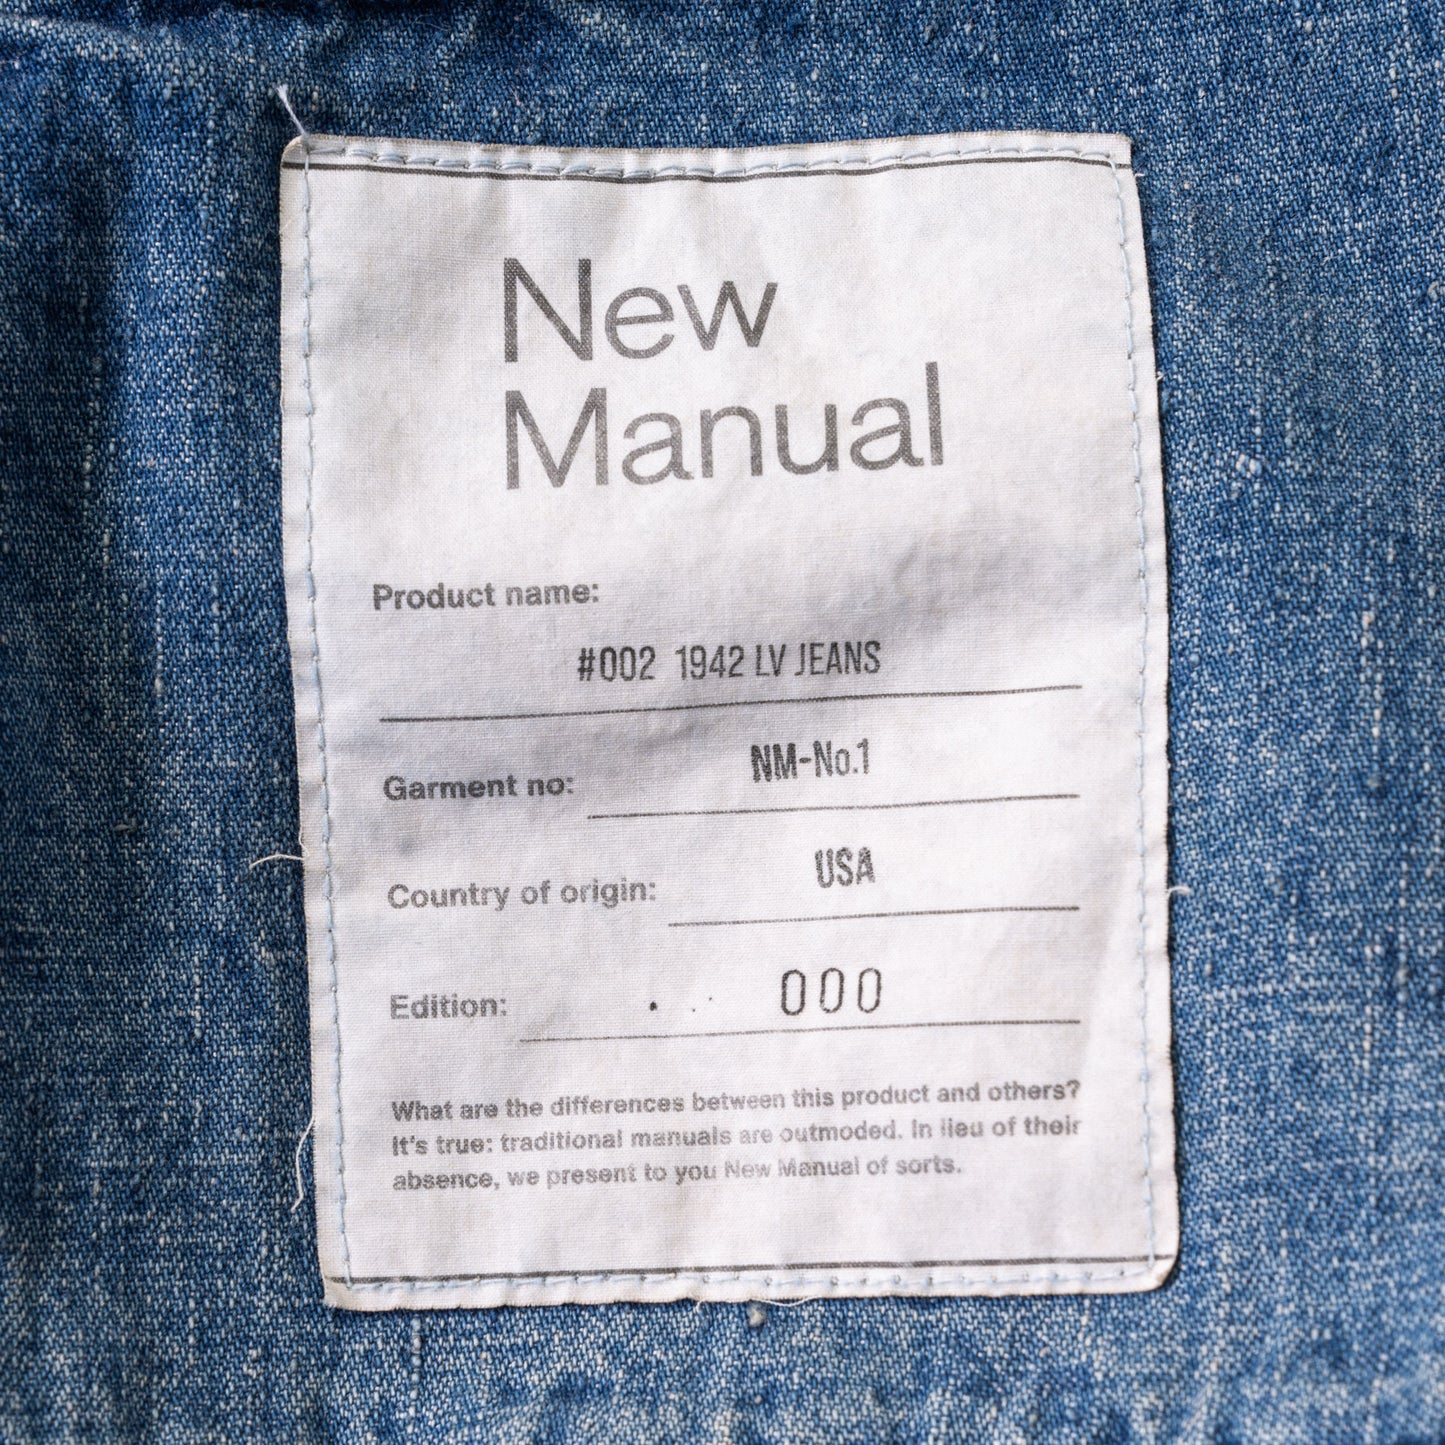 New
Manual
Product name:
#002 1942 LV JEANS
Garment no: NM-No.1
Country of origin: USA
Edition: 000
What are the differences between this product and others?
It's true: traditional manuals are outmoded. In lieu of their
absence, we present to you New Manual of sorts.